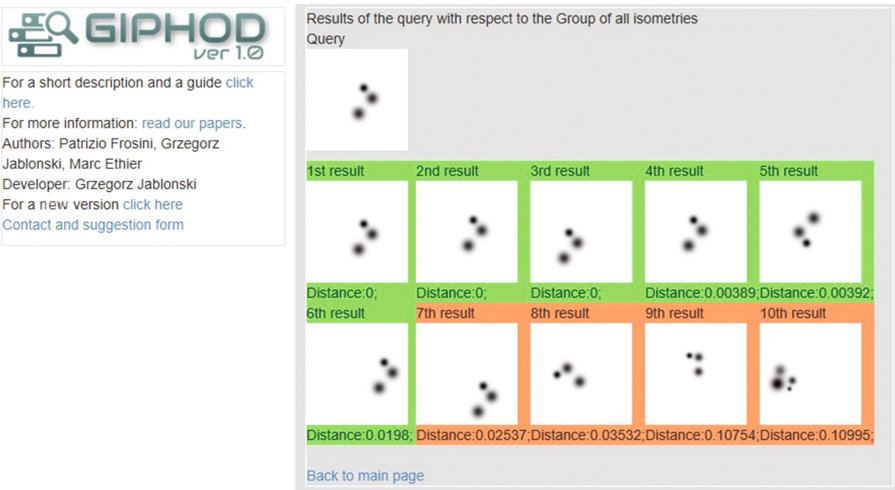 GIPHOD
ver 1.0
For a short description and a guide click
here.
For more information: read our papers.
Authors: Patrizio Frosini, Grzegorz
Jablonski, Marc Ethier
Developer: Grzegorz Jablonski
For a new version click here
Contact and suggestion form
Results of the query with respect to the Group of all isometries
Query
1st result 2nd result 3rd result 4th result 5th result
Distance:0; Distance:0; Distance:0; Distance:0.00389; Distance:0.00392;
6th result 7th result 8th result 9th result 10th result
Distance:0.0198; Distance:0.02537; Distance:0.03532; Distance:0.10754; Distance:0.10995;
Back to main page